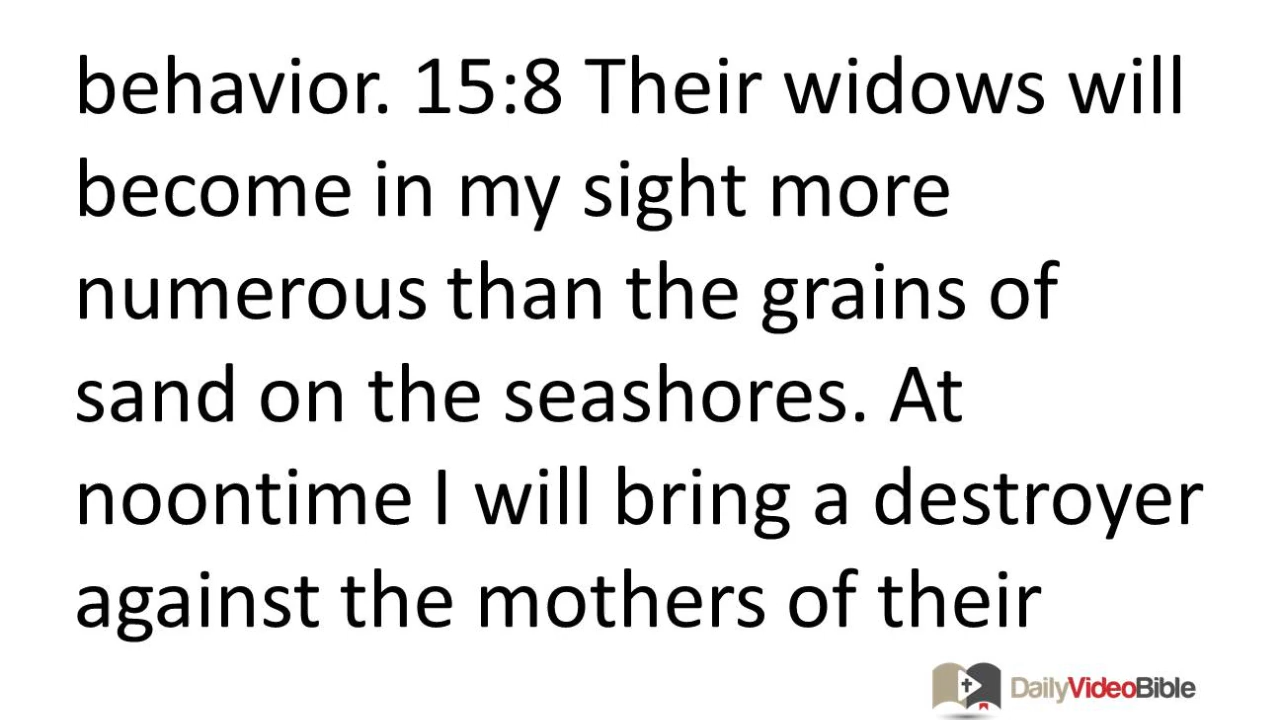 behavior. 15:8 Their widows will
become in my sight more
numerous than the grains of
sand on the seashores. At
noontime I will bring a destroyer
against the mothers of their
DailyVideoBible